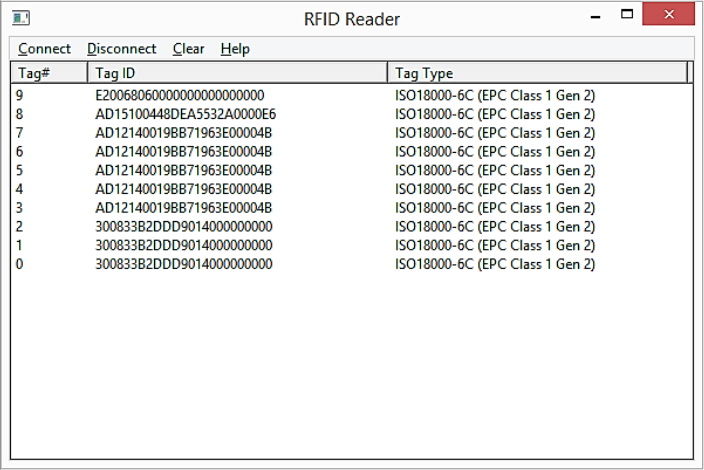 RFID Reader
Connect Disconnect Clear Help
Tag# Tag ID Tag Type
9 E20068060000000000000000 ISO18000-6C (EPC Class 1 Gen 2)
8 AD15100448DEA5532A0000E6 ISO18000-6C (EPC Class 1 Gen 2)
7 AD12140019BB71963E00004B ISO18000-6C (EPC Class 1 Gen 2)
6 AD12140019BB71963E00004B ISO18000-6C (EPC Class 1 Gen 2)
5 AD12140019BB71963E00004B ISO18000-6C (EPC Class 1 Gen 2)
4 AD12140019BB71963E00004B ISO18000-6C (EPC Class 1 Gen 2)
3 AD12140019BB71963E00004B ISO18000-6C (EPC Class 1 Gen 2)
2 300833B2DDD9014000000000 ISO18000-6C (EPC Class 1 Gen 2)
1 300833B2DDD9014000000000 ISO18000-6C (EPC Class 1 Gen 2)
0 300833B2DDD9014000000000 ISO18000-6C (EPC Class 1 Gen 2)